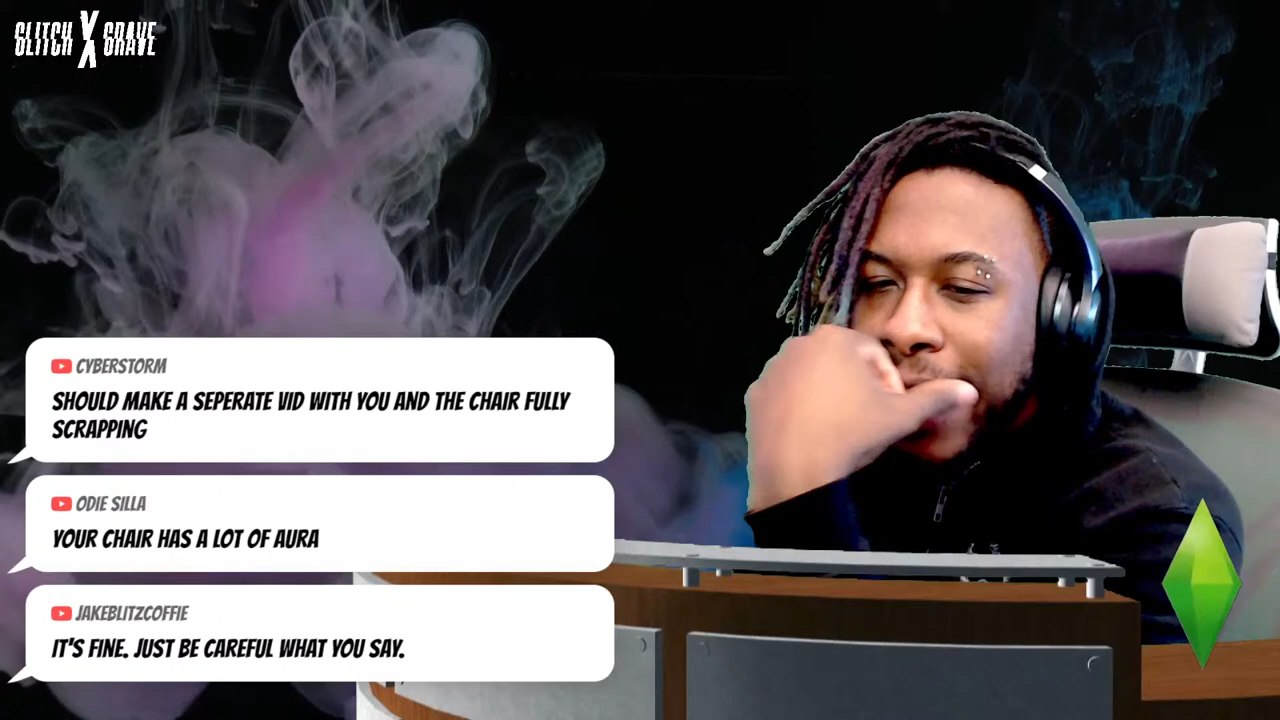 GLITCH X GRAVE
CYBERSTORM
SHOULD MAKE A SEPERATE VID WITH YOU AND THE CHAIR FULLY
SCRAPPING
ODIE SILLA
YOUR CHAIR HAS A LOT OF AURA
JAKEBLITZCOFFIE
IT'S FINE. JUST BE CAREFUL WHAT YOU SAY.